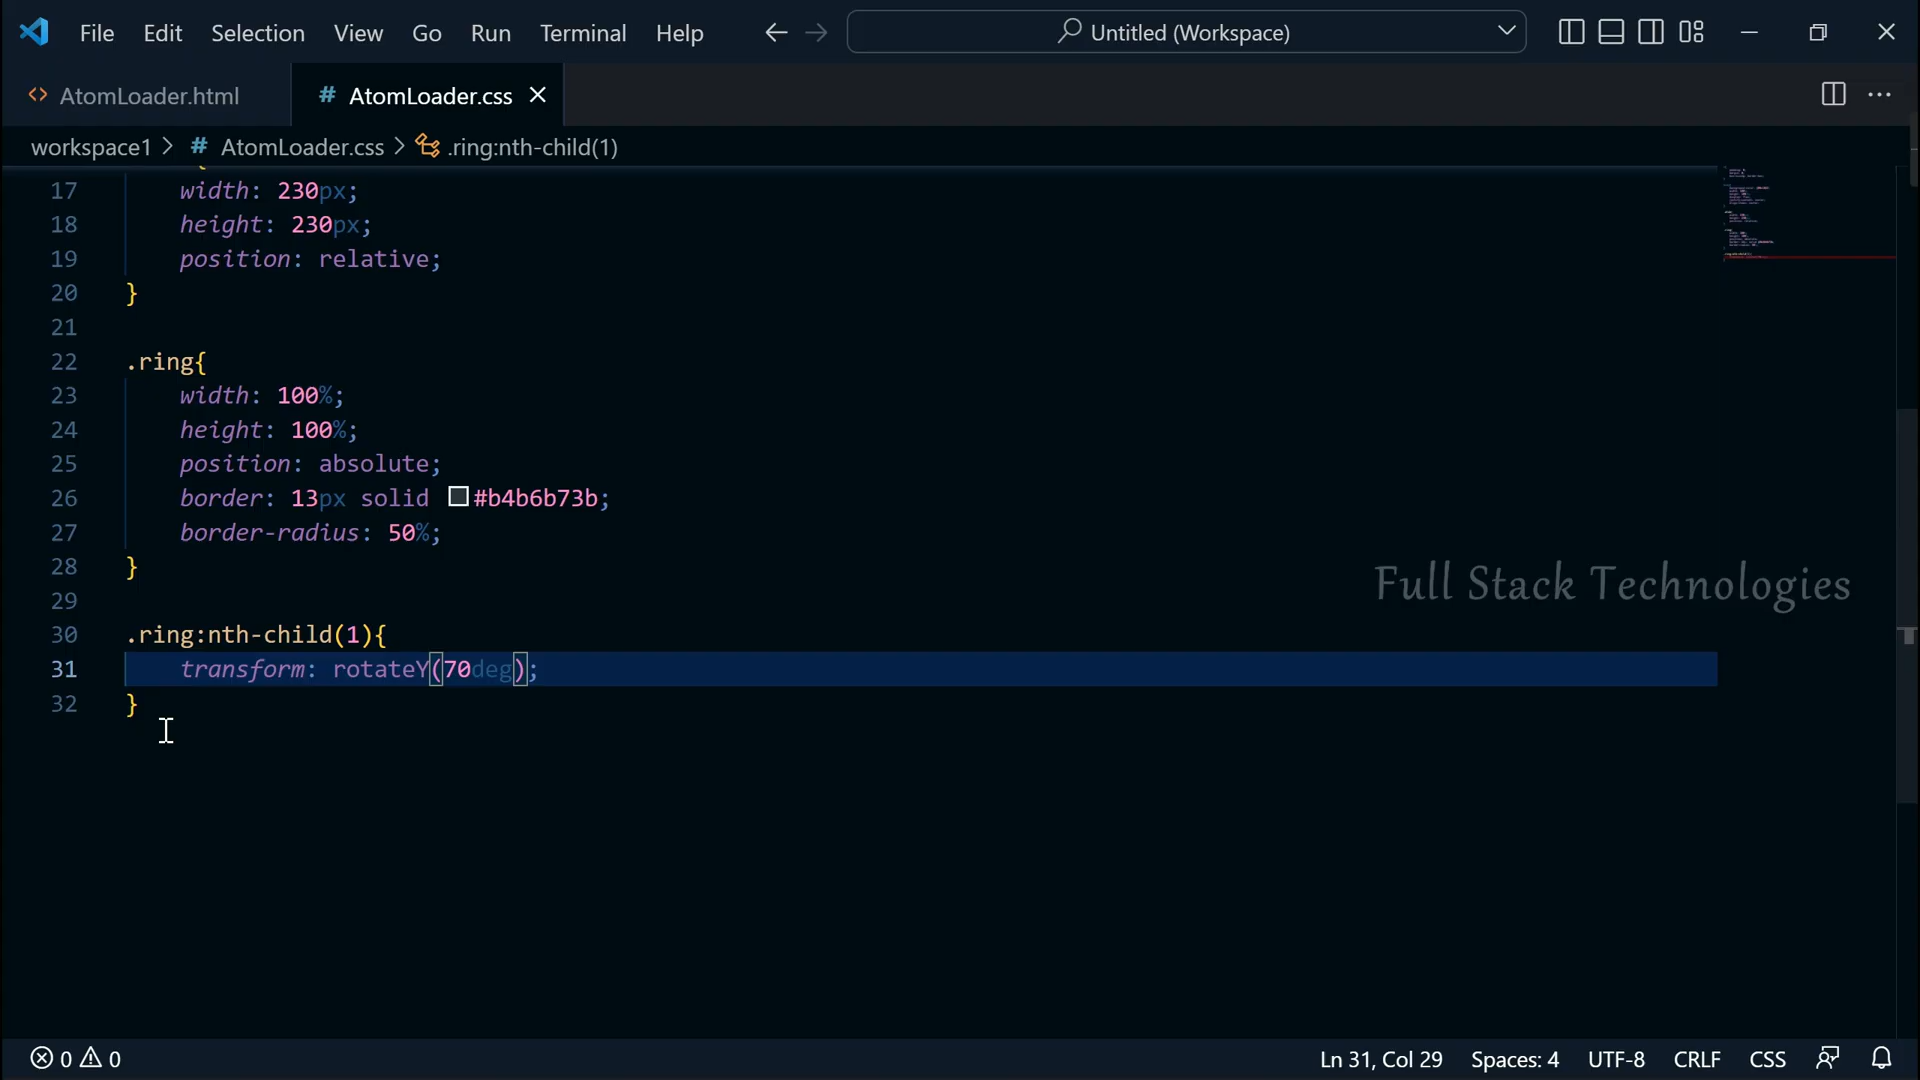 File Edit Selection View Go Run Terminal Help Untitled (Workspace)
<> AtomLoader.html # AtomLoader.css
workspace1 > # AtomLoader.css > .ring:nth-child(1)
{
17 width: 230px;
18 height: 230px;
19 position: relative;
20 }
21
22 .ring{
23 width: 100%;
24 height: 100%;
25 position: absolute;
26 border: 13px solid #b4b6b73b;
27 border-radius: 50%;
28 }
29
30 .ring:nth-child(1){
31 transform: rotateY(70deg);
32 }
Full Stack Technologies
0 0 Ln 31, Col 29 Spaces: 4 UTF-8 CRLF CSS